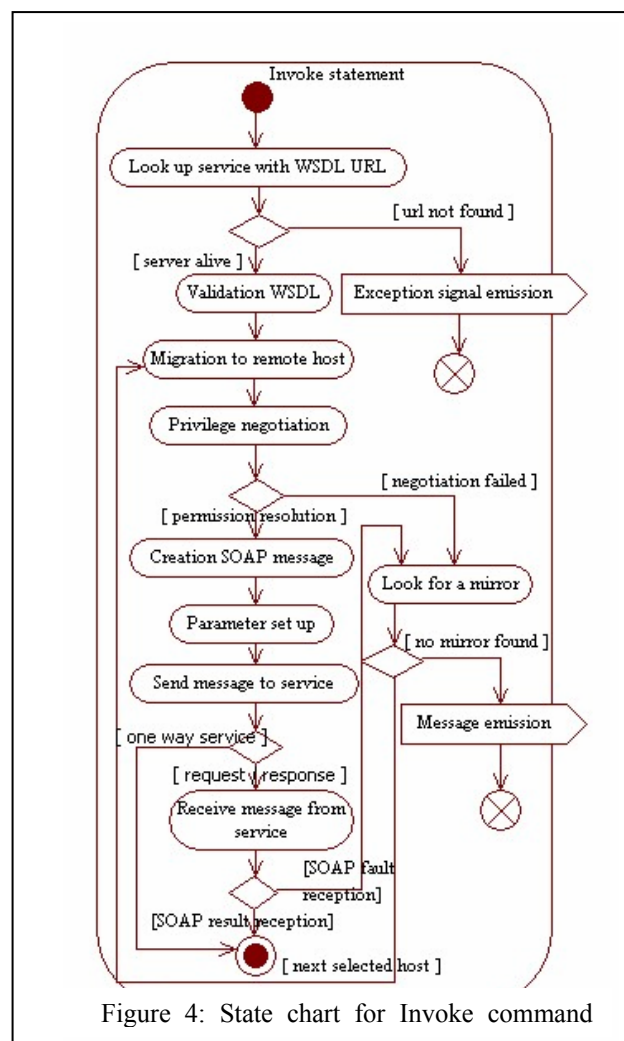 Invoke statement
Look up service with WSDL URL
[ url not found ]
[ server alive ]
Validation WSDL
Exception signal emission
Migration to remote host
Privilege negotiation
[ negotiation failed ]
[ permission resolution ]
Creation SOAP message
Look for a mirror
Parameter set up
[ no mirror found ]
Send message to service
Message emission
[ one way service ]
[ request / response ]
Receive message from
service
[SOAP fault
reception]
[SOAP result reception]
[ next selected host ]
Figure 4: State chart for Invoke command